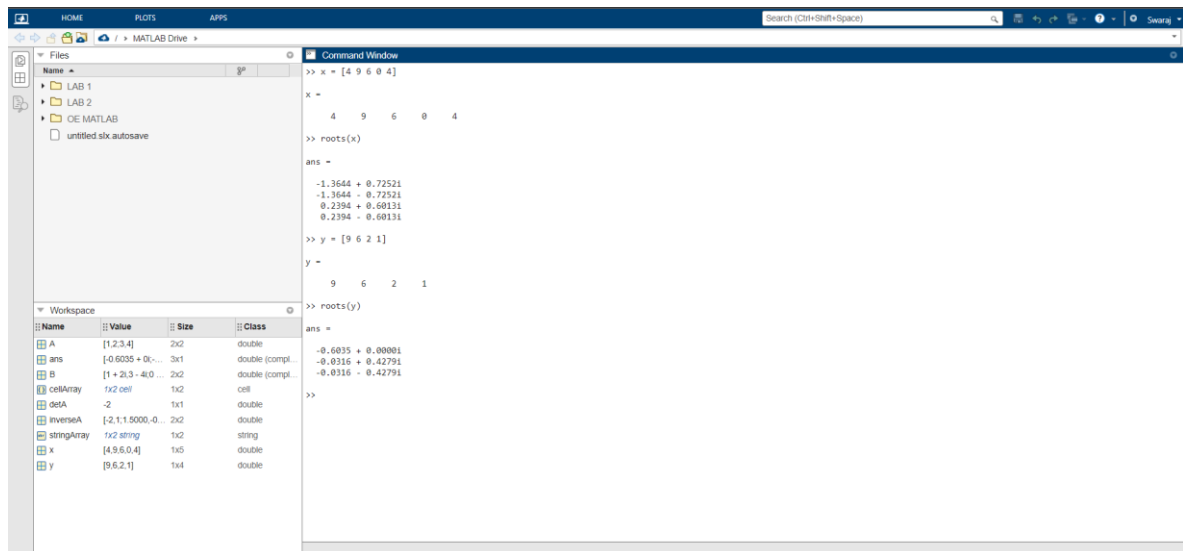 HOME PLOTS APPS Search (Ctrl+Shift+Space) Swaraj
/ MATLAB Drive
Files
Name
LAB 1
LAB 2
OE MATLAB
untitled.slx.autosave
Workspace
Name Value Size Class
A [1,2;3,4] 2x2 double
ans [-0.6035 + 0i;-... 3x1 double (compl...
B [1 + 2i,3 - 4i;0 ... 2x2 double (compl...
cellArray 1x2 cell 1x2 cell
detA -2 1x1 double
inverseA [-2,1;1.5000,-0... 2x2 double
stringArray 1x2 string 1x2 string
x [4,9,6,0,4] 1x5 double
y [9,6,2,1] 1x4 double
Command Window
>> x = [4 9 6 0 4]
x =
4 9 6 0 4
>> roots(x)
ans =
-1.3644 + 0.7252i
-1.3644 - 0.7252i
0.2394 + 0.6013i
0.2394 - 0.6013i
>> y = [9 6 2 1]
y =
9 6 2 1
>> roots(y)
ans =
-0.6035 + 0.0000i
-0.0316 + 0.4279i
-0.0316 - 0.4279i
>>